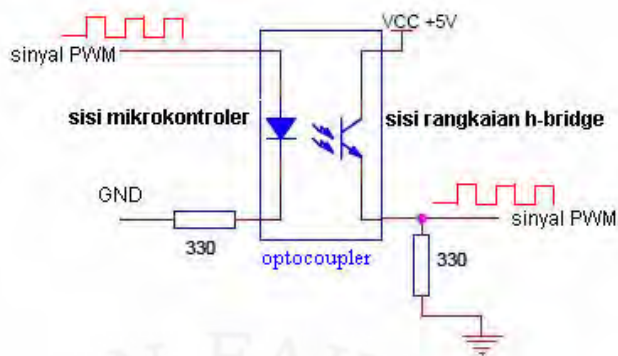 VCC +5V
sinyal PWM
sisi mikrokontroler
sisi rangkaian h-bridge
GND
sinyal PWM
330
optocoupler
330